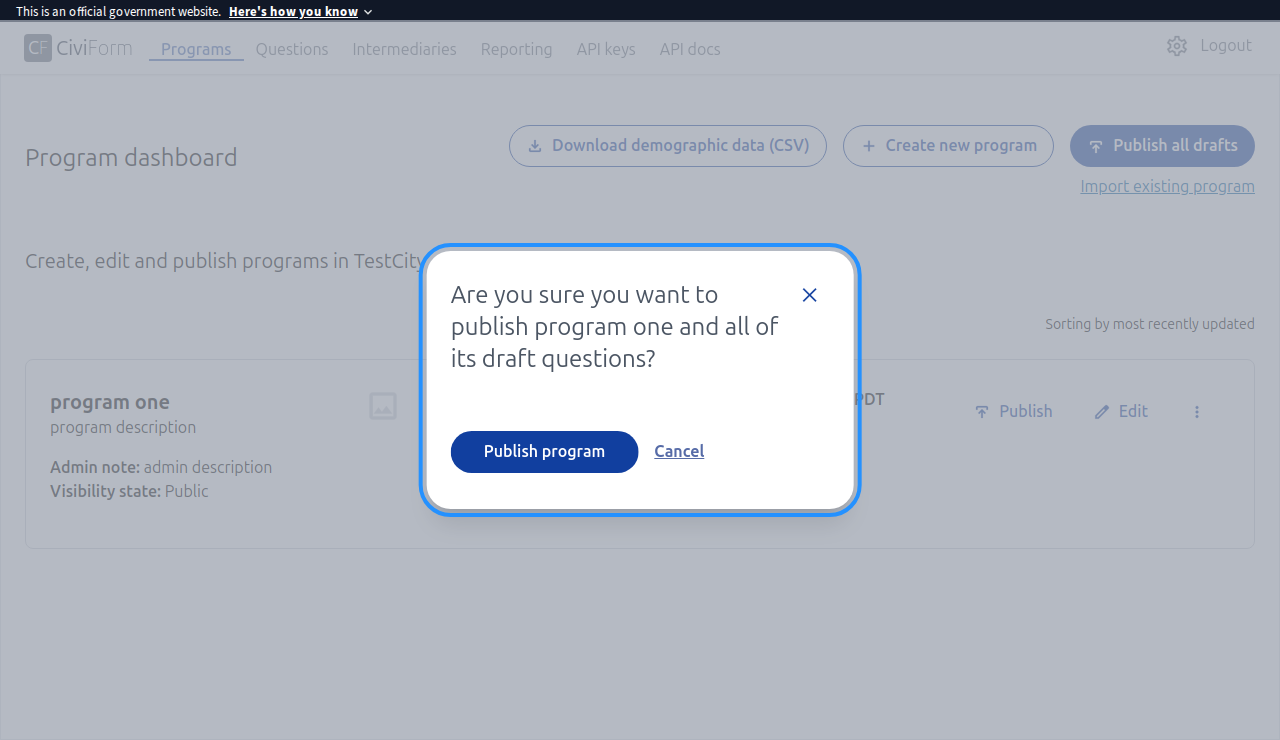 This is an official government website. Here's how you know
CF CiviForm Programs Questions Intermediaries Reporting API keys API docs Logout
Program dashboard
Download demographic data (CSV) Create new program Publish all drafts
Import existing program
Create, edit and publish programs in TestCity
Sorting by most recently updated
Are you sure you want to
publish program one and all of
its draft questions?
Publish program Cancel
program one
program description
Admin note: admin description
Visibility state: Public
PDT
Publish Edit